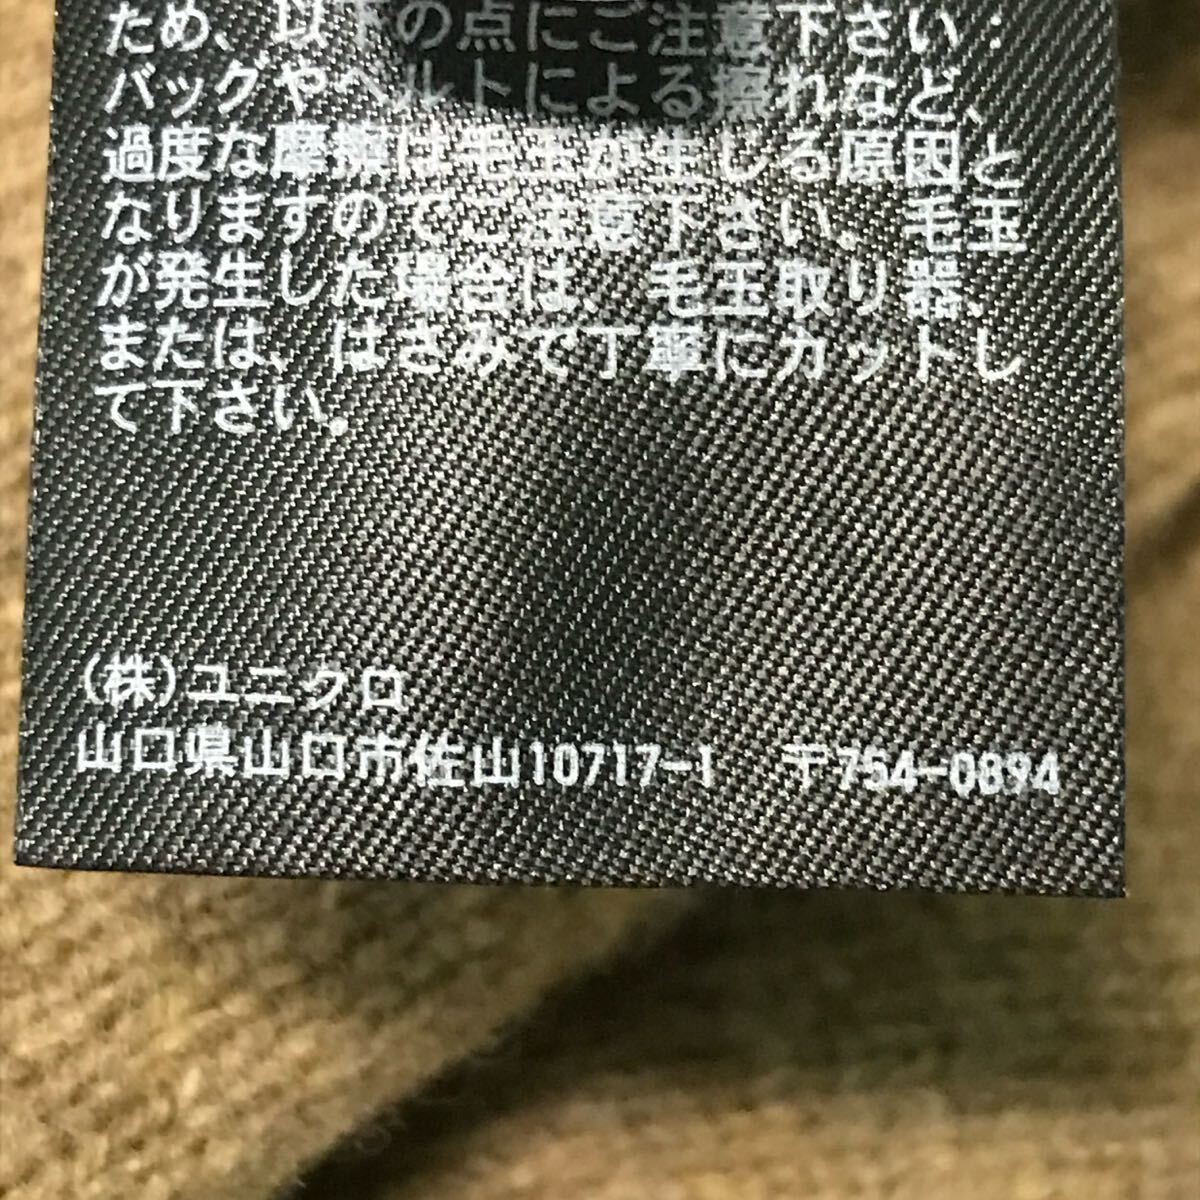 ため、以下の点にご注意下さい：
バッグやベルトによる擦れなど、
過度な摩擦は毛玉が生じる原因と
なりますのでご注意下さい。毛玉
が発生した場合は、毛玉取り器、
または、はさみで丁寧にカットし
て下さい。
(株)ユニクロ
山口県山口市佐山10717-1　〒754-0894